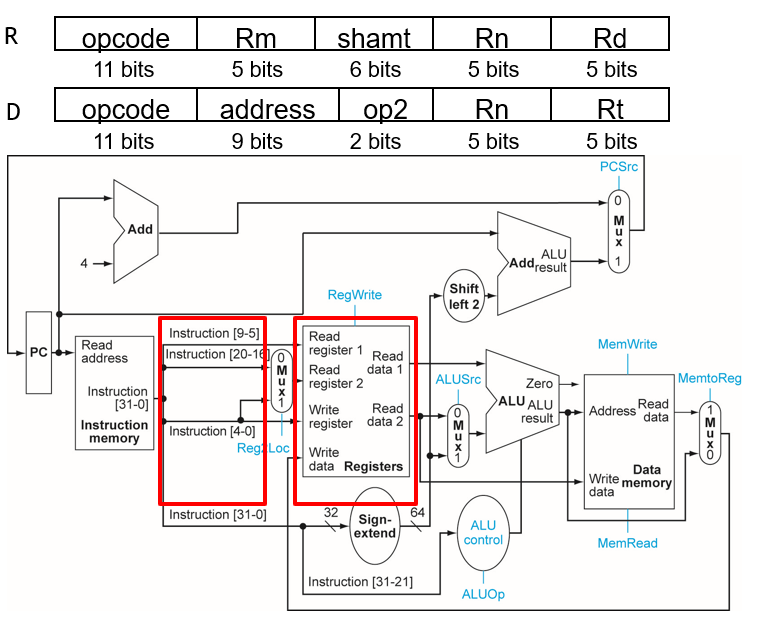 R opcode Rm shamt Rn Rd
11 bits 5 bits 6 bits 5 bits 5 bits
D opcode address op2 Rn Rt
11 bits 9 bits 2 bits 5 bits 5 bits
PCSrc
Add
4
0
Mux
1
Add ALU result
Shift left 2
RegWrite
PC
Read address
Instruction [31-0]
Instruction memory
Instruction [9-5]
Instruction [20-16]
Instruction [4-0]
0
Mux
1
Reg2Loc
Read register 1
Read register 2
Write register
Write data
Read data 1
Read data 2
Registers
ALUSrc
0
Mux
1
Zero
ALU ALU result
MemWrite
Address
Read data
Write data
Data memory
MemRead
MemtoReg
1
Mux
0
Instruction [31-0]
32
Sign-extend
64
ALU control
ALUOp
Instruction [31-21]